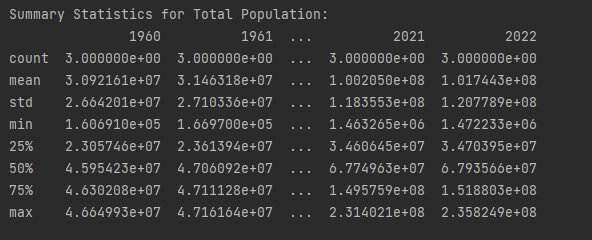 Summary Statistics for Total Population:
               1960          1961  ...          2021          2022
count  3.000000e+00  3.000000e+00  ...  3.000000e+00  3.000000e+00
mean   3.092161e+07  3.146318e+07  ...  1.002050e+08  1.017443e+08
std    2.664201e+07  2.710336e+07  ...  1.183553e+08  1.207789e+08
min    1.606910e+05  1.669700e+05  ...  1.463265e+06  1.472233e+06
25%    2.305746e+07  2.361394e+07  ...  3.460645e+07  3.470395e+07
50%    4.595423e+07  4.706092e+07  ...  6.774963e+07  6.793566e+07
75%    4.630208e+07  4.711128e+07  ...  1.495759e+08  1.518803e+08
max    4.664993e+07  4.716164e+07  ...  2.314021e+08  2.358249e+08